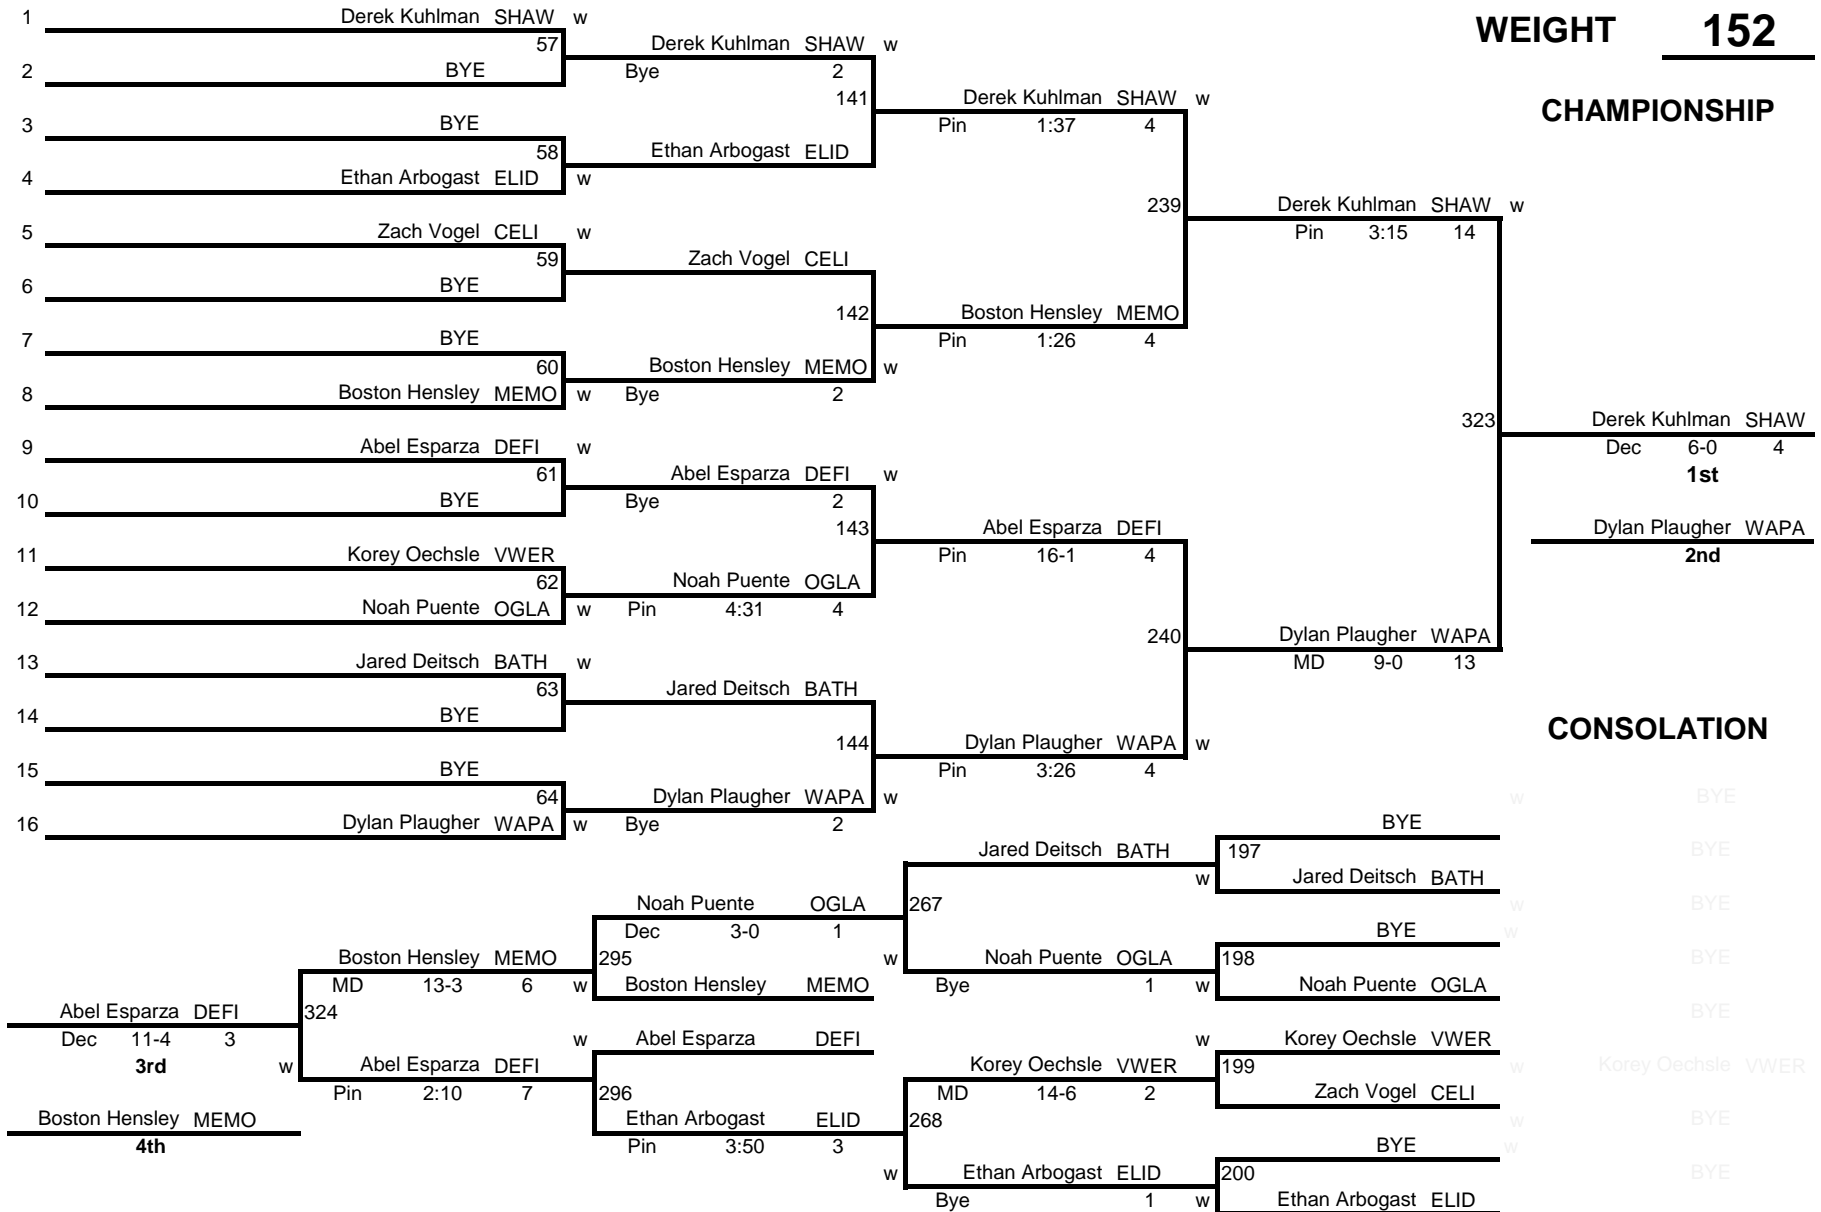 1 Derek Kuhlman SHAW w
WEIGHT 152
57 Derek Kuhlman SHAW w
2 BYE Bye 2
141 Derek Kuhlman SHAW w
CHAMPIONSHIP
3 BYE Pin 1:37 4
58 Ethan Arbogast ELID
4 Ethan Arbogast ELID w
239 Derek Kuhlman SHAW w
5 Zach Vogel CELI w Pin 3:15 14
59 Zach Vogel CELI
6 BYE
142 Boston Hensley MEMO
7 BYE Pin 1:26 4
60 Boston Hensley MEMO w
8 Boston Hensley MEMO w Bye 2
323 Derek Kuhlman SHAW
9 Abel Esparza DEFI w Dec 6-0 4
61 Abel Esparza DEFI w 1st
10 BYE Bye 2
143 Abel Esparza DEFI Dylan Plaugher WAPA
11 Korey Oechsle VWER Pin 16-1 4 2nd
62 Noah Puente OGLA
12 Noah Puente OGLA w Pin 4:31 4
240 Dylan Plaugher WAPA
13 Jared Deitsch BATH w MD 9-0 13
63 Jared Deitsch BATH
14 BYE
CONSOLATION
144 Dylan Plaugher WAPA w
15 BYE Pin 3:26 4
64 Dylan Plaugher WAPA w w BYE
16 Dylan Plaugher WAPA w Bye 2 BYE
Jared Deitsch BATH 197 BYE
w Jared Deitsch BATH
Noah Puente OGLA 267 w BYE
Dec 3-0 1 BYE w
Boston Hensley MEMO 295 w Noah Puente OGLA 198 BYE
MD 13-3 6 w Boston Hensley MEMO Bye 1 w Noah Puente OGLA
Abel Esparza DEFI 324 BYE
Dec 11-4 3 w Abel Esparza DEFI w Korey Oechsle VWER
3rd w Abel Esparza DEFI Korey Oechsle VWER 199 w Korey Oechsle VWER
Pin 2:10 7 296 MD 14-6 2 Zach Vogel CELI
Boston Hensley MEMO Ethan Arbogast ELID 268 w BYE
4th Pin 3:50 3 BYE w
w Ethan Arbogast ELID 200 BYE
Bye 1 w Ethan Arbogast ELID